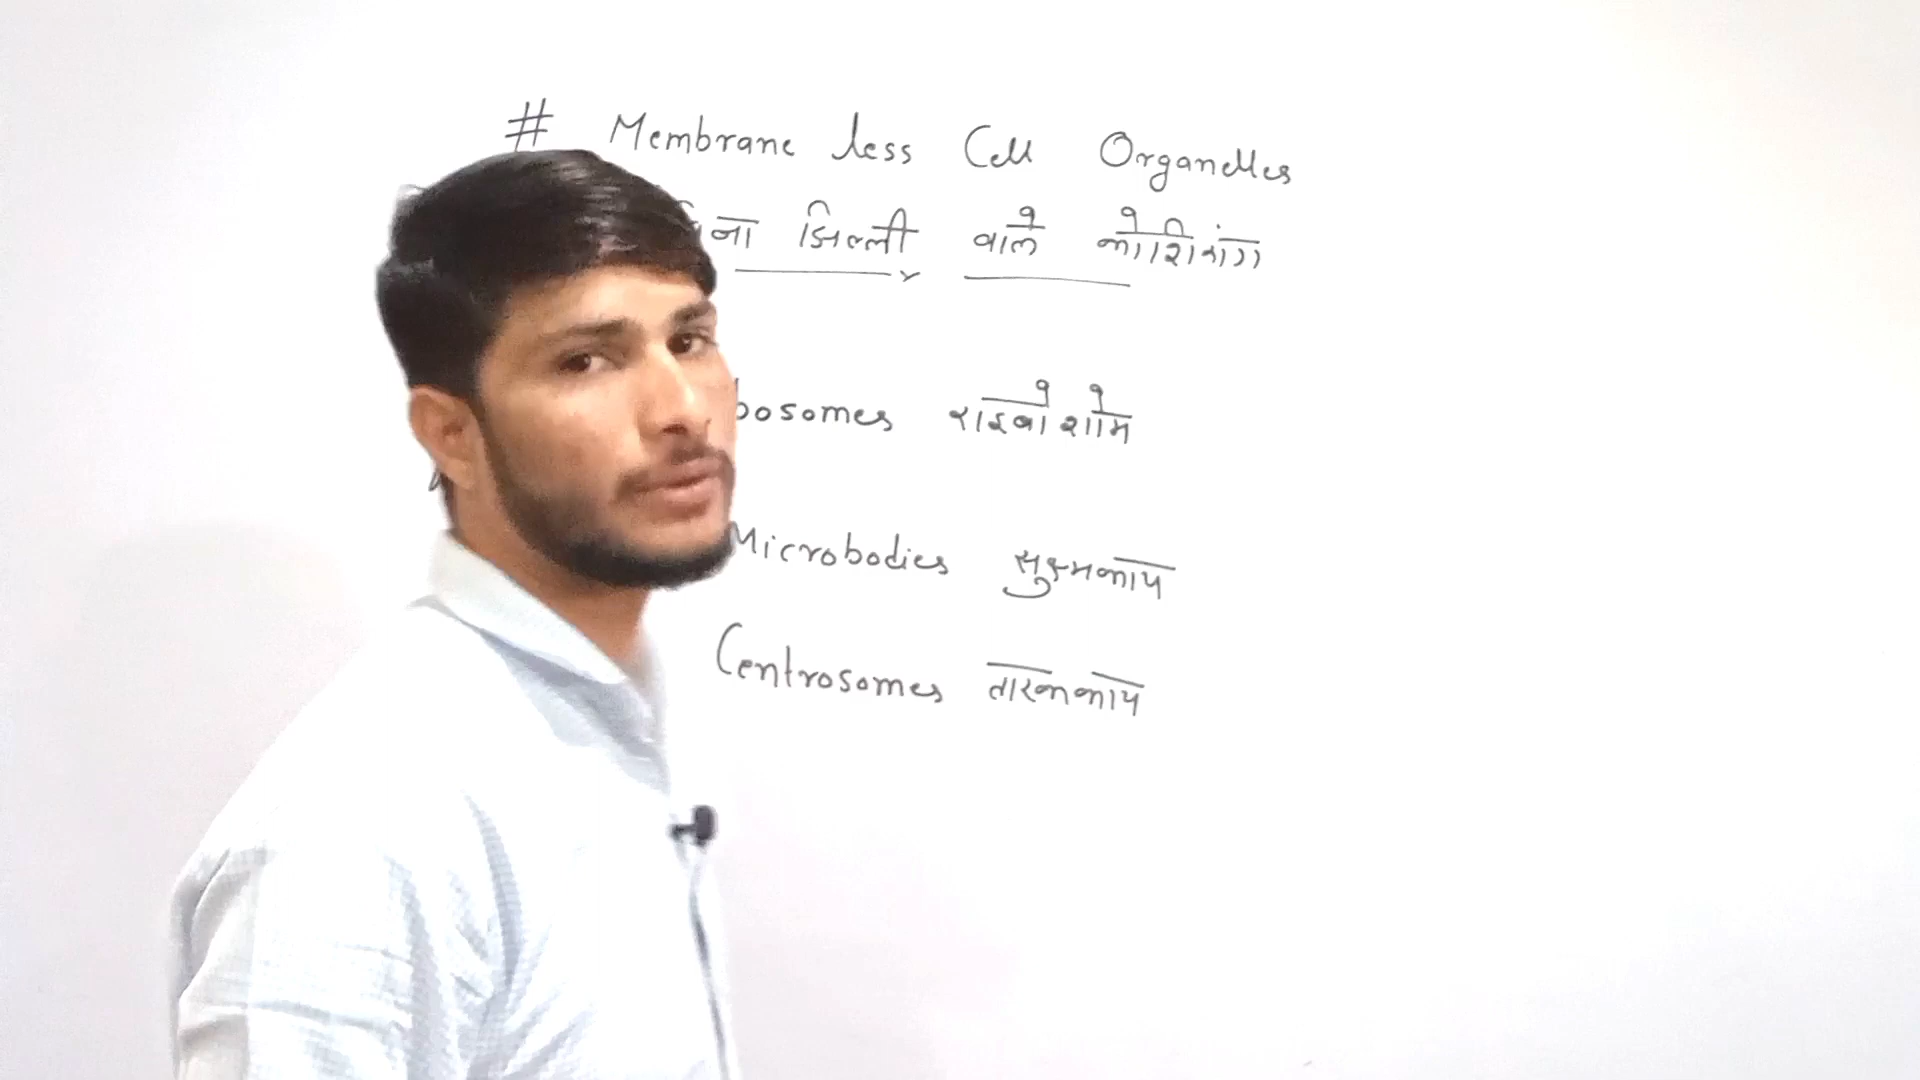 # Membrane less Cell Organelles
िना झिल्ली वाले कोशिकांग
bosomes राइबोशोम
Microbodies सुक्ष्मकाय
Centrosomes तारककाय